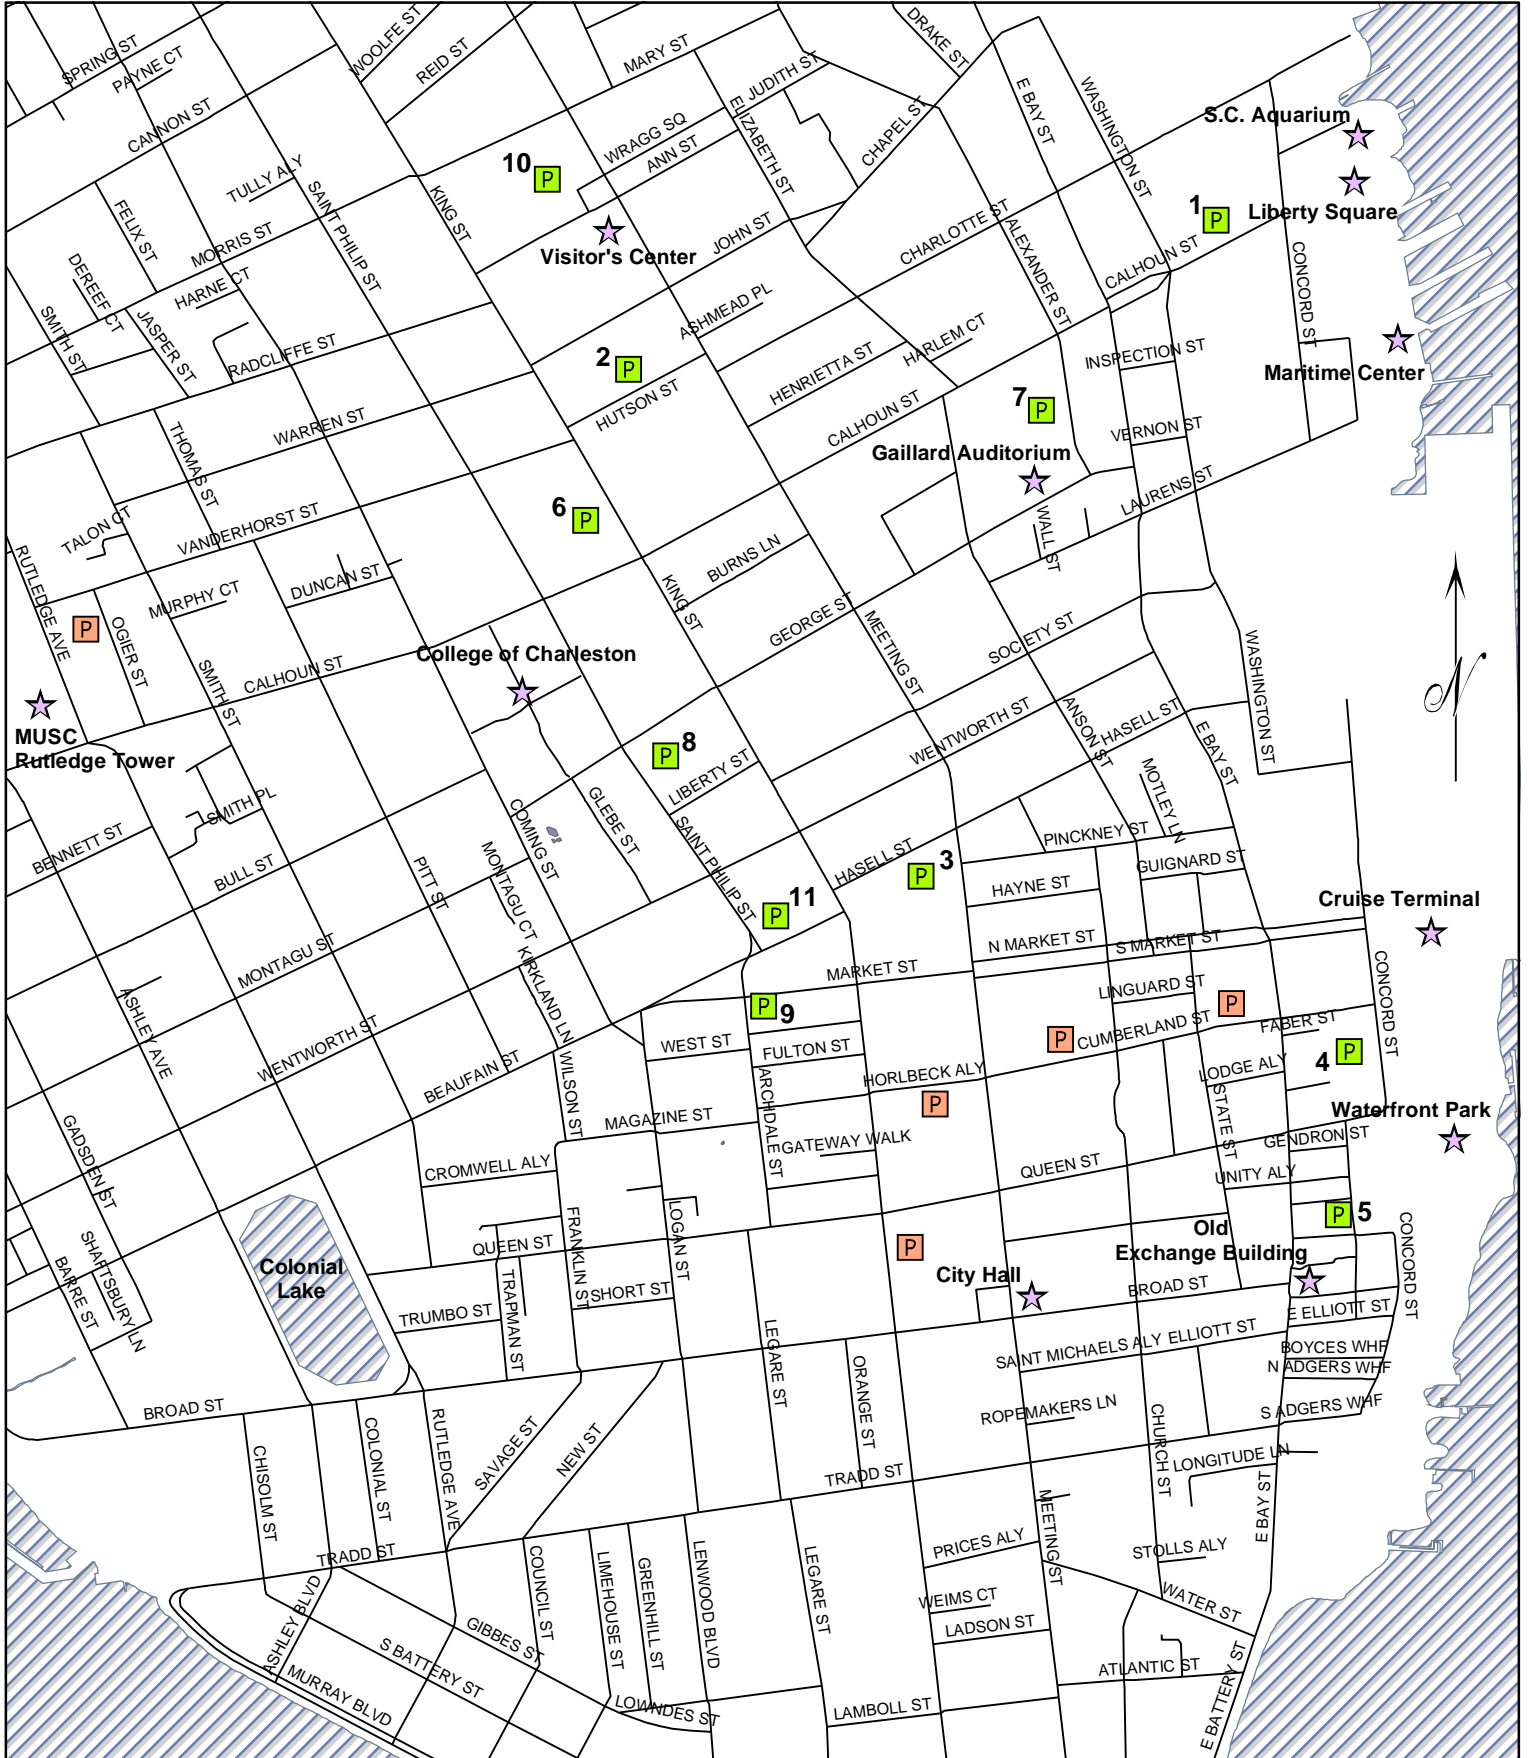 SPRING ST
PAYNE CT
WOOLFE ST
REID ST
MARY ST
DRAKE ST
JUDITH ST
CANNON ST
E BAY ST
WASHINGTON ST
ELIZABETH ST
S.C. Aquarium
CHAPEL ST
WRAGG SQ
ANN ST
10 P
TULLY ALY
SAINT PHILIP ST
KING ST
FELIX ST
MORRIS ST
Visitor's Center
JOHN ST
CHARLOTTE ST
ALEXANDER ST
1 P
Liberty Square
CALHOUN ST
CONCORD ST
DEREEF CT
HARNE CT
JASPER ST
SMITH ST
ASHMEAD PL
RADCLIFFE ST
2 P
HUTSON ST
HENRIETTA ST
HARLEM CT
INSPECTION ST
Maritime Center
7 P
CALHOUN ST
VERNON ST
WARREN ST
THOMAS ST
Gaillard Auditorium
LAURENS ST
6 P
TALON CT
VANDERHORST ST
WALL ST
BURNS LN
RUTLEDGE AVE
P
OGIER ST
MURPHY CT
DUNCAN ST
KING ST
GEORGE ST
MEETING ST
SOCIETY ST
WASHINGTON ST
N
College of Charleston
CALHOUN ST
SMITH ST
MUSC
Rutledge Tower
P 8
LIBERTY ST
WENTWORTH ST
ANSON ST
HASELL ST
E BAY ST
MOTLEY LN
SMITH PL
BENNETT ST
BULL ST
COMING ST
GLEBE ST
SAINT PHILIP ST
PINCKNEY ST
GUIGNARD ST
HASELL ST
P 3
HAYNE ST
PITT ST
MONTAGU CT
P 11
Cruise Terminal
N MARKET ST
S MARKET ST
MONTAGU ST
KIRKLAND LN
MARKET ST
CONCORD ST
ASHLEY AVE
P 9
LINGUARD ST
P
WENTWORTH ST
WEST ST
FULTON ST
P
CUMBERLAND ST
FABER ST
4 P
BEAUFAIN ST
WILSON ST
ARCHDALE ST
HORLBECK ALY
LODGE ALY
STATE ST
P
Waterfront Park
MAGAZINE ST
GATEWAY WALK
GENDRON ST
GADSDEN ST
CROMWELL ALY
QUEEN ST
UNITY ALY
LOGAN ST
FRANKLIN ST
P 5
CONCORD ST
QUEEN ST
P
Old
Exchange Building
SHAFTSBURY LN
BARRE ST
Colonial
Lake
TRAPMAN ST
City Hall
BROAD ST
SHORT ST
TRUMBO ST
E ELLIOTT ST
LEGARE ST
ORANGE ST
SAINT MICHAELS ALY
ELLIOTT ST
BOYCES WHF
N ADGERS WHF
S ADGERS WHF
BROAD ST
ROPEMAKERS LN
CHURCH ST
CHISOLM ST
COLONIAL ST
RUTLEDGE AVE
SAVAGE ST
NEW ST
TRADD ST
LONGITUDE LN
E BAY ST
MEETING ST
TRADD ST
PRICES ALY
STOLLS ALY
COUNCIL ST
LIMEHOUSE ST
GREENHILL ST
LENWOOD BLVD
LEGARE ST
WATER ST
WEIMS CT
LADSON ST
ASHLEY BLVD
GIBBES ST
S BATTERY ST
ATLANTIC ST
MURRAY BLVD
LOWNDES ST
LAMBOLL ST
E BATTERY ST